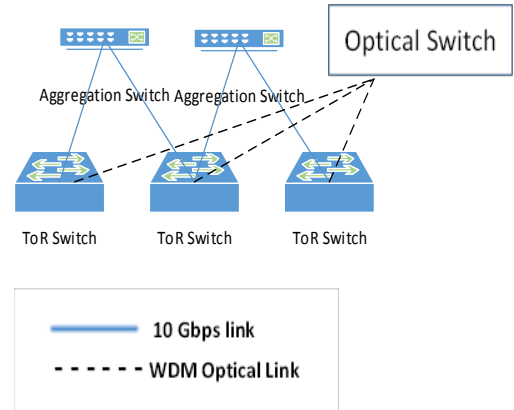 Optical Switch
Aggregation Switch Aggregation Switch
ToR Switch ToR Switch ToR Switch
10 Gbps link
WDM Optical Link